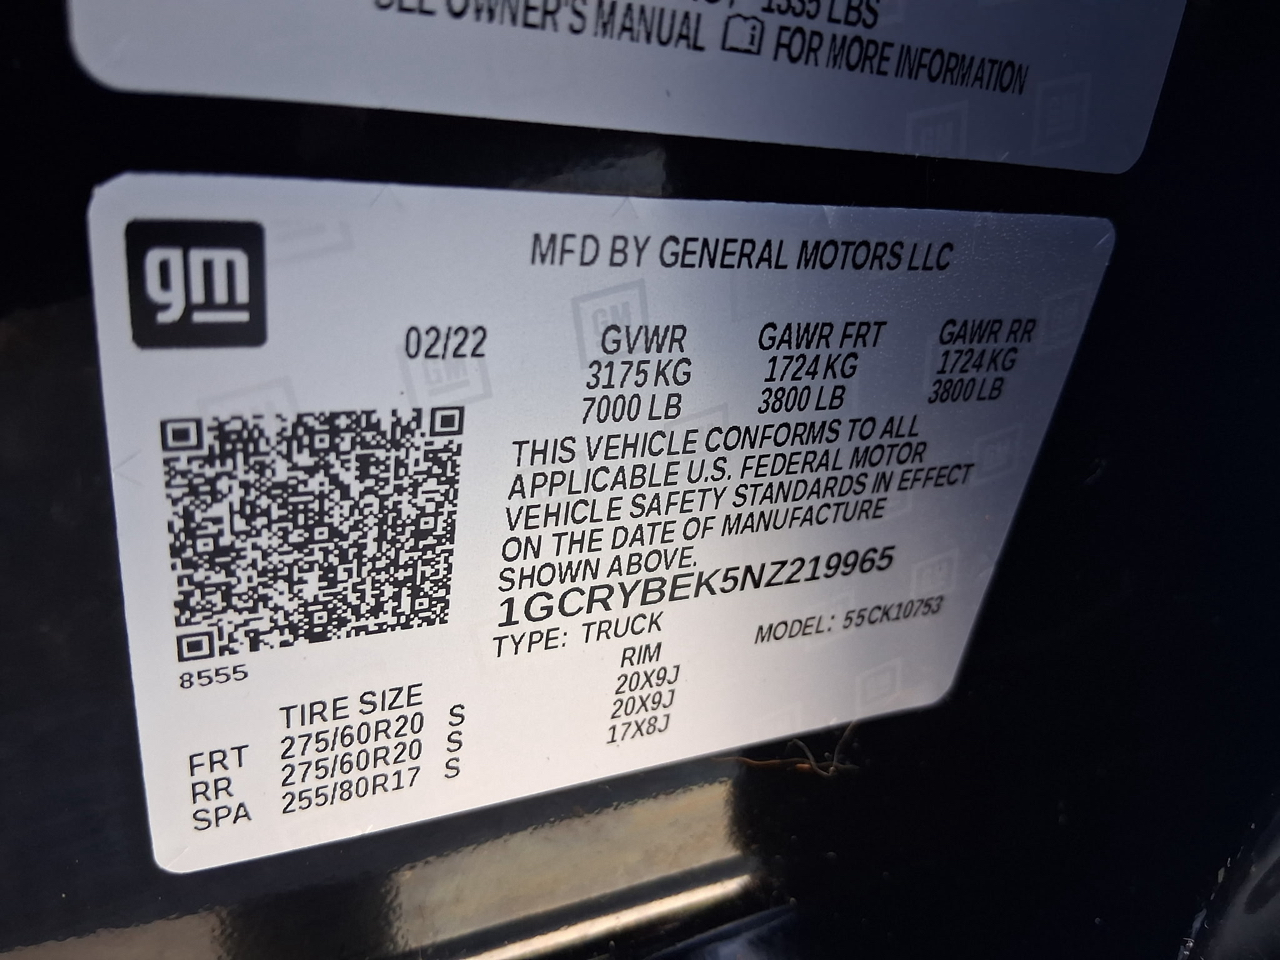 1335 LBS
SEE OWNER'S MANUAL FOR MORE INFORMATION
gm
MFD BY GENERAL MOTORS LLC
02/22 GVWR GAWR FRT GAWR RR
3175 KG 1724 KG 1724 KG
7000 LB 3800 LB 3800 LB
THIS VEHICLE CONFORMS TO ALL
APPLICABLE U.S. FEDERAL MOTOR
VEHICLE SAFETY STANDARDS IN EFFECT
ON THE DATE OF MANUFACTURE
SHOWN ABOVE.
1GCRYBEK5NZ219965
TYPE: TRUCK MODEL: 55CK10753
8555
TIRE SIZE RIM
FRT 275/60R20 S 20X9J
RR 275/60R20 S 20X9J
SPA 255/80R17 S 17X8J